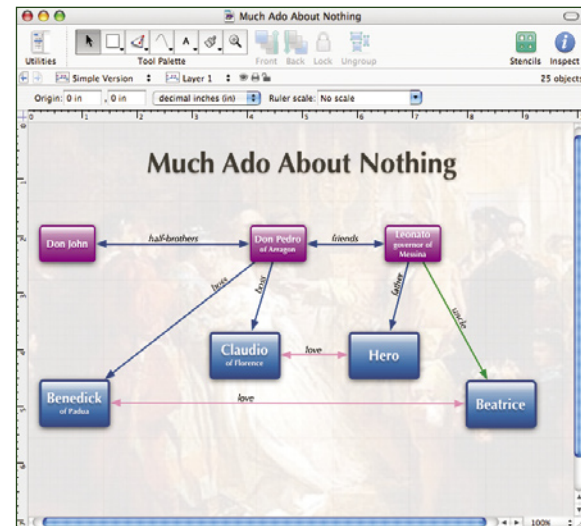 Much Ado About Nothing
Utilities
Tool Palette
Front Back Lock Ungroup
Stencils Inspect
Simple Version
Layer 1
25 objects
Origin: 0 in , 0 in
decimal inches (in)
Ruler scale: No scale
Much Ado About Nothing
Don John
half-brothers
Don Pedro
of Arragon
friends
Leonato
governor of
Messina
boss
boss
father
uncle
Claudio
of Florence
love
Hero
Benedick
of Padua
love
Beatrice
100%